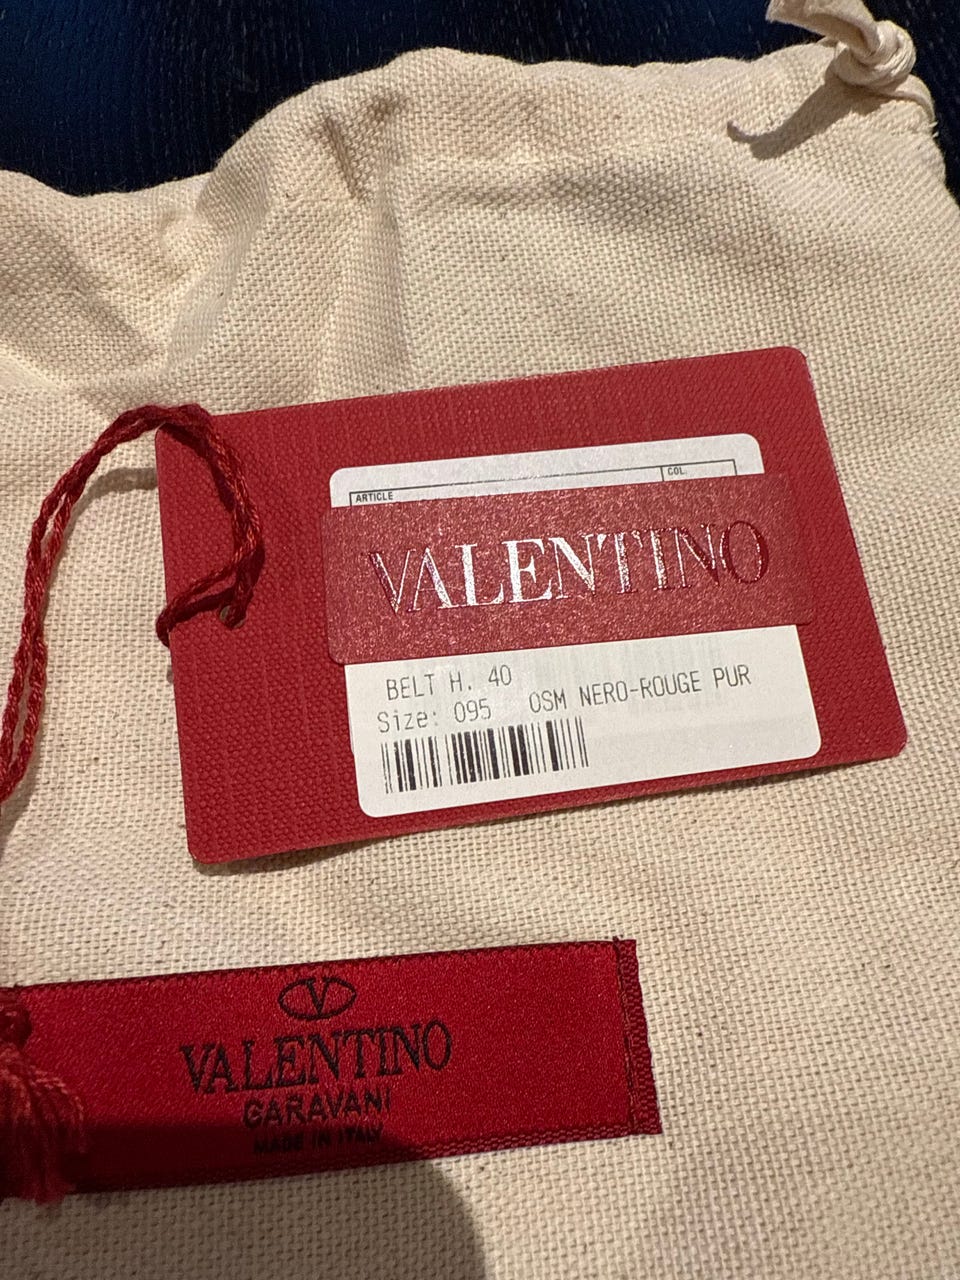 ARTICLE COL.
VALENTINO
BELT H. 40
Size: 095 0SM NERO-ROUGE PUR
V
VALENTINO
GARAVANI
MADE IN ITALY